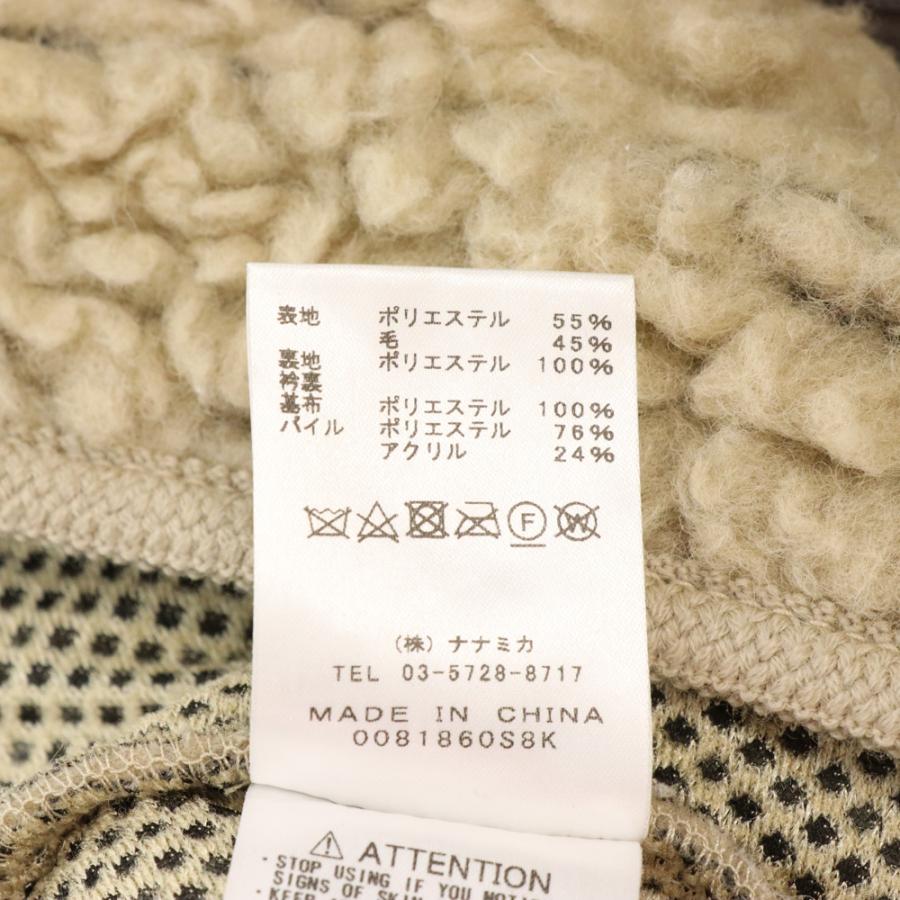 表地 ポリエステル 55%
毛 45%
裏地 ポリエステル 100%
衿裏
基布 ポリエステル 100%
パイル ポリエステル 76%
アクリル 24%
F W
(株)ナナミカ
TEL 03-5728-8717
MADE IN CHINA
0081860S8K
⚠ ATTENTION
・STOP USING IF YOU NOTI
SIGNS OF SKIN
・KEEP